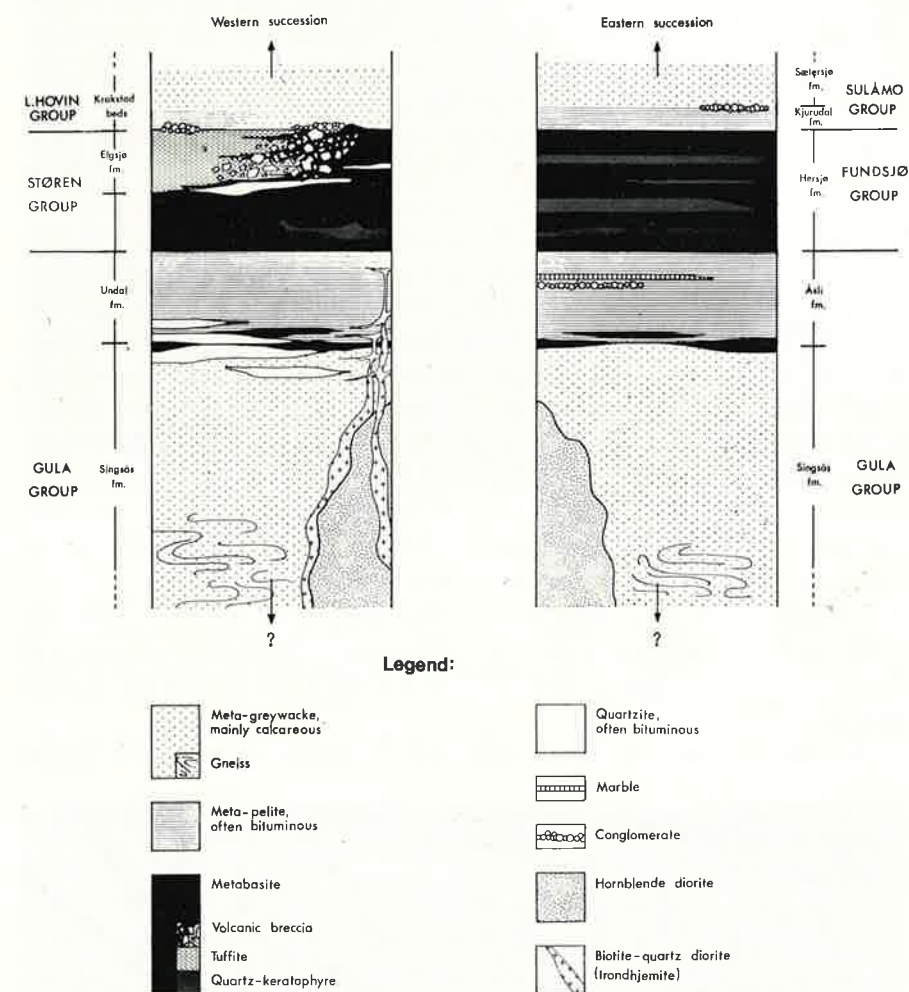 Western succession
Eastern succession
L.HOVIN
GROUP
Krokstad
beds
Elgsjø
fm.
STØREN
GROUP
Undal
fm.
GULA
GROUP
Singsås
fm.
?
Sætersjø
fm.
Kjurudal
fm.
SULÅMO
GROUP
Hersjø
fm.
FUNDSJØ
GROUP
Åsli
fm.
Singsås
fm.
GULA
GROUP
?
Legend:
Meta-greywacke,
mainly calcareous
Gneiss
Meta-pelite,
often bituminous
Metabasite
Volcanic breccia
Tuffite
Quartz-keratophyre
Quartzite,
often bituminous
Marble
Conglomerate
Hornblende diorite
Biotite-quartz diorite
(trondhjemite)